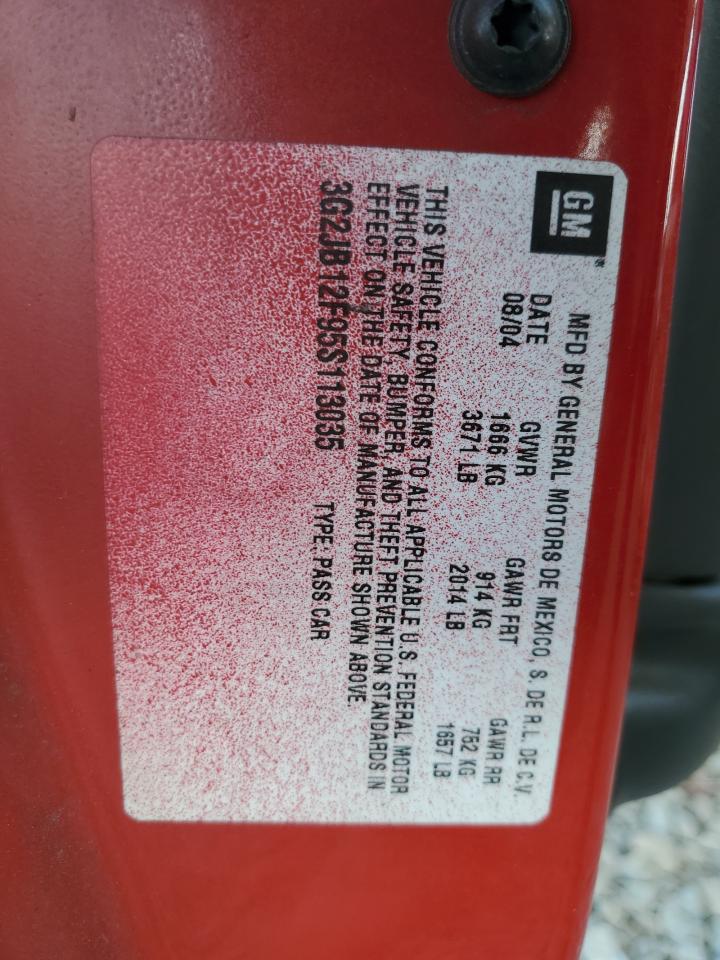 GM
MFD BY GENERAL MOTORS DE MEXICO, S. DE R.L. DE C.V.
DATE GVWR GAWR FRT GAWR RR
08/04 1666 KG 914 KG 752 KG
3671 LB 2014 LB 1657 LB
THIS VEHICLE CONFORMS TO ALL APPLICABLE U.S. FEDERAL MOTOR
VEHICLE SAFETY, BUMPER, AND THEFT PREVENTION STANDARDS IN
EFFECT ON THE DATE OF MANUFACTURE SHOWN ABOVE.
3G2JB12F95S113035 TYPE: PASS CAR